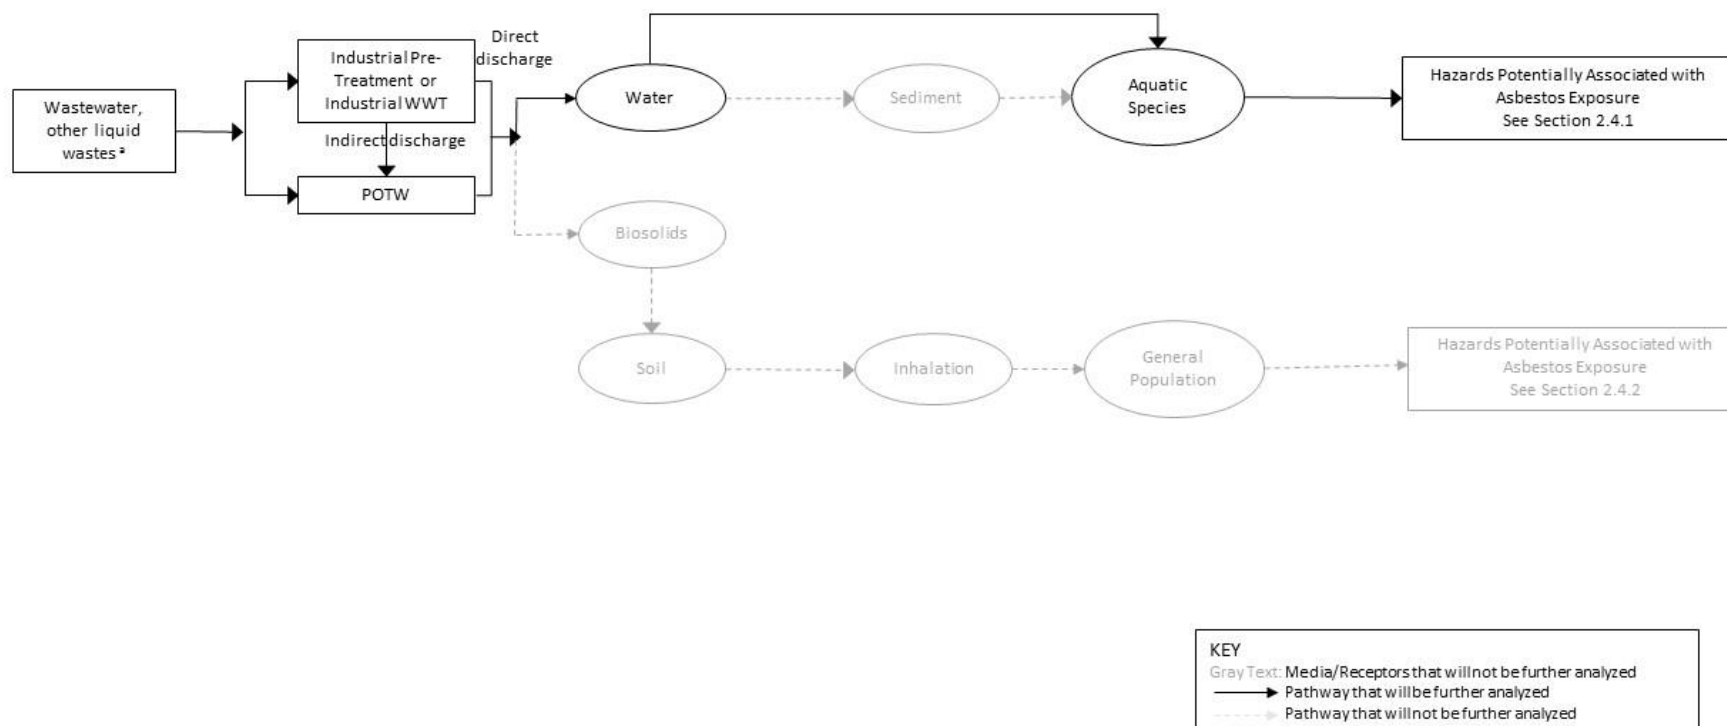 Wastewater,
other liquid
wastes ª
Industrial Pre-
Treatment or
Industrial WWT
Direct
discharge
Indirect discharge
POTW
Water
Sediment
Aquatic
Species
Hazards Potentially Associated with
Asbestos Exposure
See Section 2.4.1
Biosolids
Soil
Inhalation
General
Population
Hazards Potentially Associated with
Asbestos Exposure
See Section 2.4.2
KEY
Gray Text: Media/Receptors that will not be further analyzed
Pathway that will be further analyzed
Pathway that will not be further analyzed